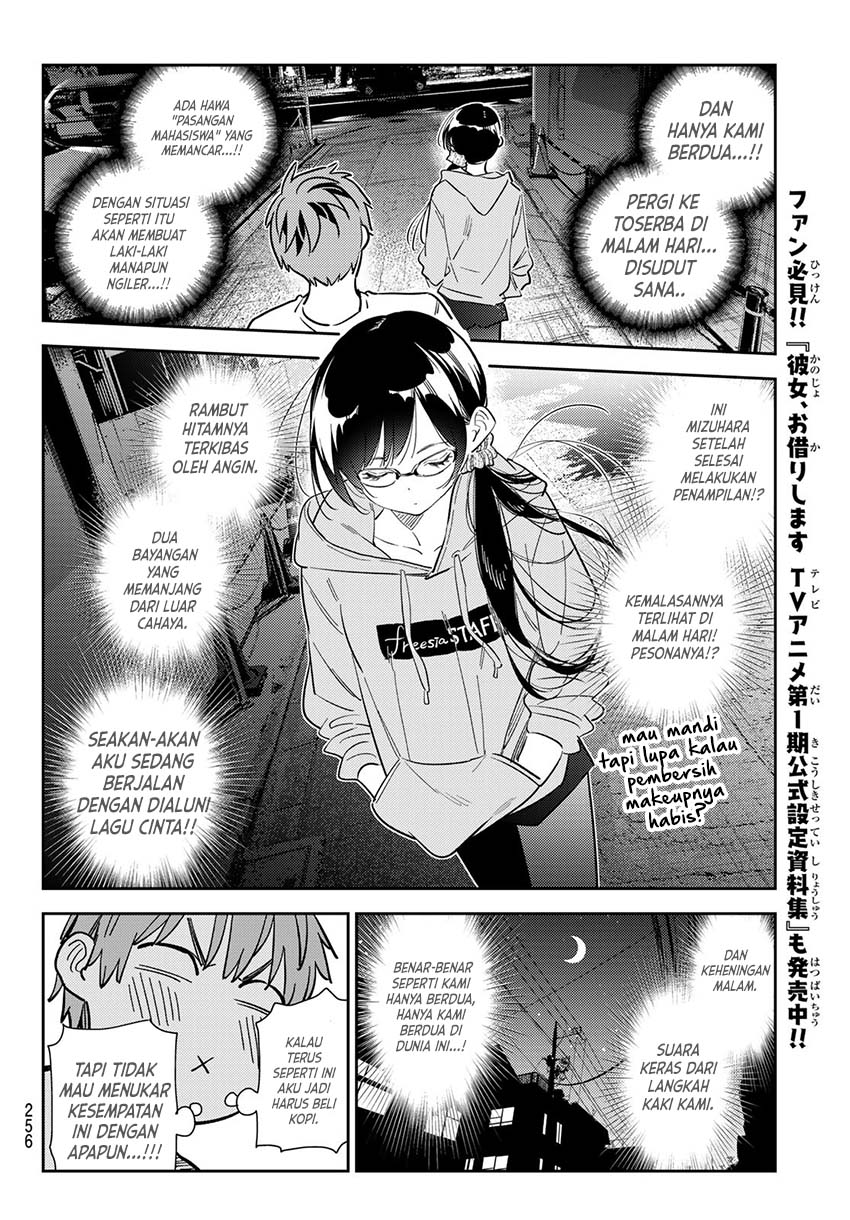 DAN
HANYA KAMI
BERDUA...!!
PERGI KE
TOSERBA DI
MALAM HARI...
DISUDUT
SANA..
ADA HAWA
"PASANGAN
MAHASISWA" YANG
MEMANCAR...!!
DENGAN SITUASI
SEPERTI ITU
AKAN MEMBUAT
LAKI-LAKI
MANAPUN
NGILER...!!
INI
MIZUHARA
SETELAH
SELESAI
MELAKUKAN
PENAMPILAN!?
KEMALASANNYA
TERLIHAT DI
MALAM HARI! PESONANYA!?
mau mandi
tapi lupa kalau
pembersih
makeupnya
habis?
freesia STAFF
RAMBUT
HITAMNYA
TERKIBAS
OLEH ANGIN.
DUA
BAYANGAN
YANG
MEMANJANG
DARI LUAR
CAHAYA.
SEAKAN-AKAN
AKU SEDANG
BERJALAN
DENGAN DIALUNI
LAGU CINTA!!
DAN
KEHENINGAN
MALAM.
SUARA
KERAS DARI
LANGKAH
KAKI KAMI.
BENAR-BENAR
SEPERTI KAMI
HANYA BERDUA,
HANYA KAMI
BERDUA DI
DUNIA INI...!
KALAU
TERUS
SEPERTI INI
AKU JADI
HARUS BELI
KOPI.
TAPI TIDAK
MAU MENUKAR
KESEMPATAN
INI DENGAN
APAPUN...!!!
ファン必見!!『彼女、お借りします TVアニメ第1期公式設定資料集』も発売中!!
256